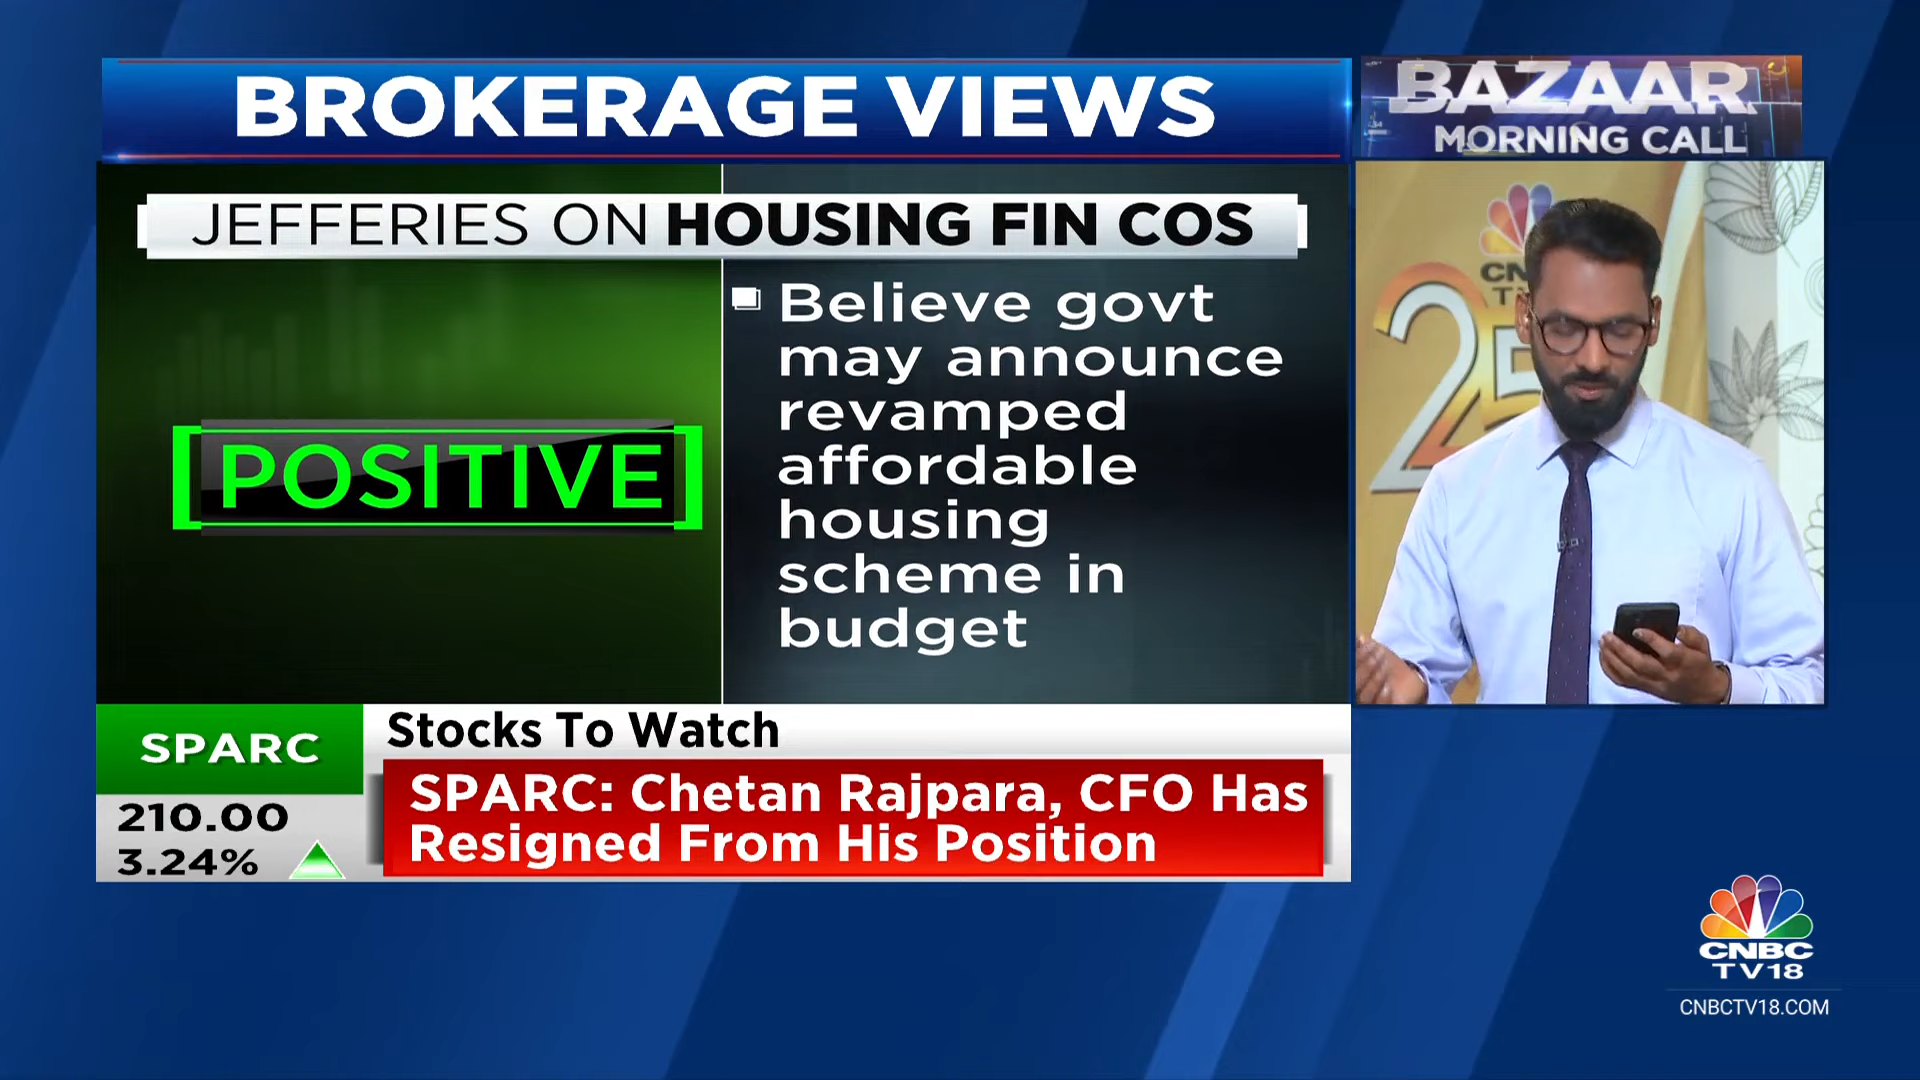 BROKERAGE VIEWS
BAZAAR
MORNING CALL
JEFFERIES ON HOUSING FIN COS
POSITIVE
Believe govt
may announce
revamped
affordable
housing
scheme in
budget
25
SPARC
210.00
3.24%
Stocks To Watch
SPARC: Chetan Rajpara, CFO Has
Resigned From His Position
CNBC
TV18
CNBCTV18.COM